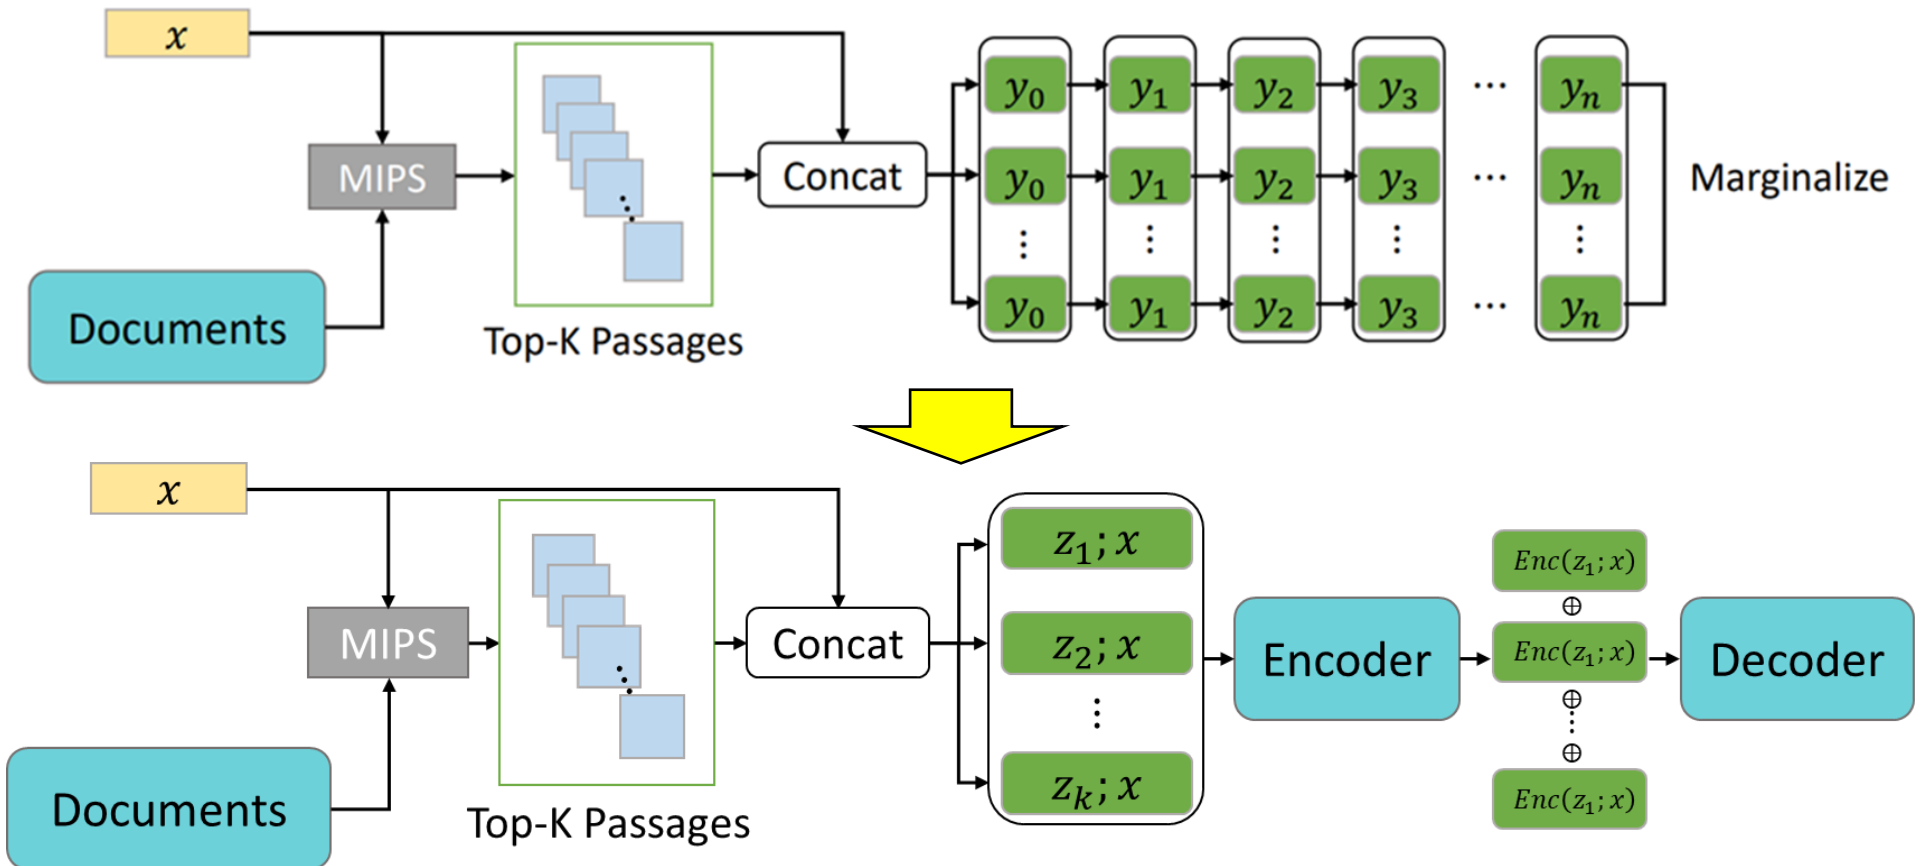 x
MIPS
Documents
Top-K Passages
Concat
y₀ y₁ y₂ y₃ ... yₙ
y₀ y₁ y₂ y₃ ... yₙ
⋮ ⋮ ⋮ ⋮ ⋮
y₀ y₁ y₂ y₃ ... yₙ
Marginalize
x
MIPS
Documents
Top-K Passages
Concat
z₁; x
z₂; x
⋮
zₖ; x
Encoder
Enc(z₁; x)
⊕
Enc(z₁; x)
⊕
⋮
⊕
Enc(z₁; x)
Decoder